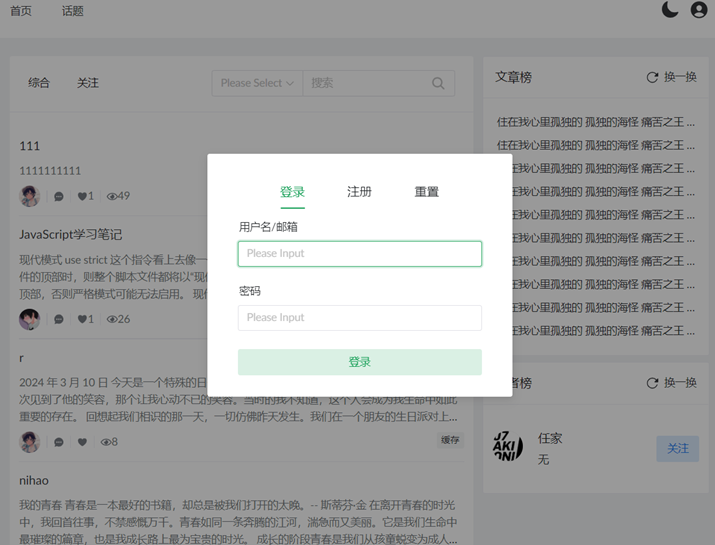 首页 话题
综合 关注 Please Select 搜索
111
1111111111
1 49
JavaScript学习笔记
现代模式 use strict 这个指令看上去像一
件的顶部时，则整个脚本文件都将以“现
顶部，否则严格模式可能无法启用。 现
1 26
r
2024 年 3 月 10 日 今天是一个特殊的日
次见到了他的笑容，那个让我心动不已的笑容。当时的我不知道，这个人会成为我生命中如此
重要的存在。 回想起我们相识的那一天，一切仿佛昨天发生。我们在一个朋友的生日派对上...
8 缓存
nihao
我的青春 青春是一本最好的书籍，却总是被我们打开的太晚。-- 斯蒂芬·金 在离开青春的时光
中，我回首往事，不禁感慨万千。青春如同一条奔腾的江河，湍急而又美丽。它是我们生命中
最璀璨的篇章，也是我成长路上最为宝贵的时光。 成长的阶段青春是我们从孩童蜕变为成人...
登录 注册 重置
用户名/邮箱
Please Input
密码
Please Input
登录
文章榜 换一换
住在我心里孤独的 孤独的海怪 痛苦之王 ...
住在我心里孤独的 孤独的海怪 痛苦之王 ...
住在我心里孤独的 孤独的海怪 痛苦之王 ...
在我心里孤独的 孤独的海怪 痛苦之王 ...
在我心里孤独的 孤独的海怪 痛苦之王 ...
在我心里孤独的 孤独的海怪 痛苦之王 ...
在我心里孤独的 孤独的海怪 痛苦之王 ...
在我心里孤独的 孤独的海怪 痛苦之王 ...
在我心里孤独的 孤独的海怪 痛苦之王 ...
在我心里孤独的 孤独的海怪 痛苦之王 ...
者榜 换一换
任家
无
关注